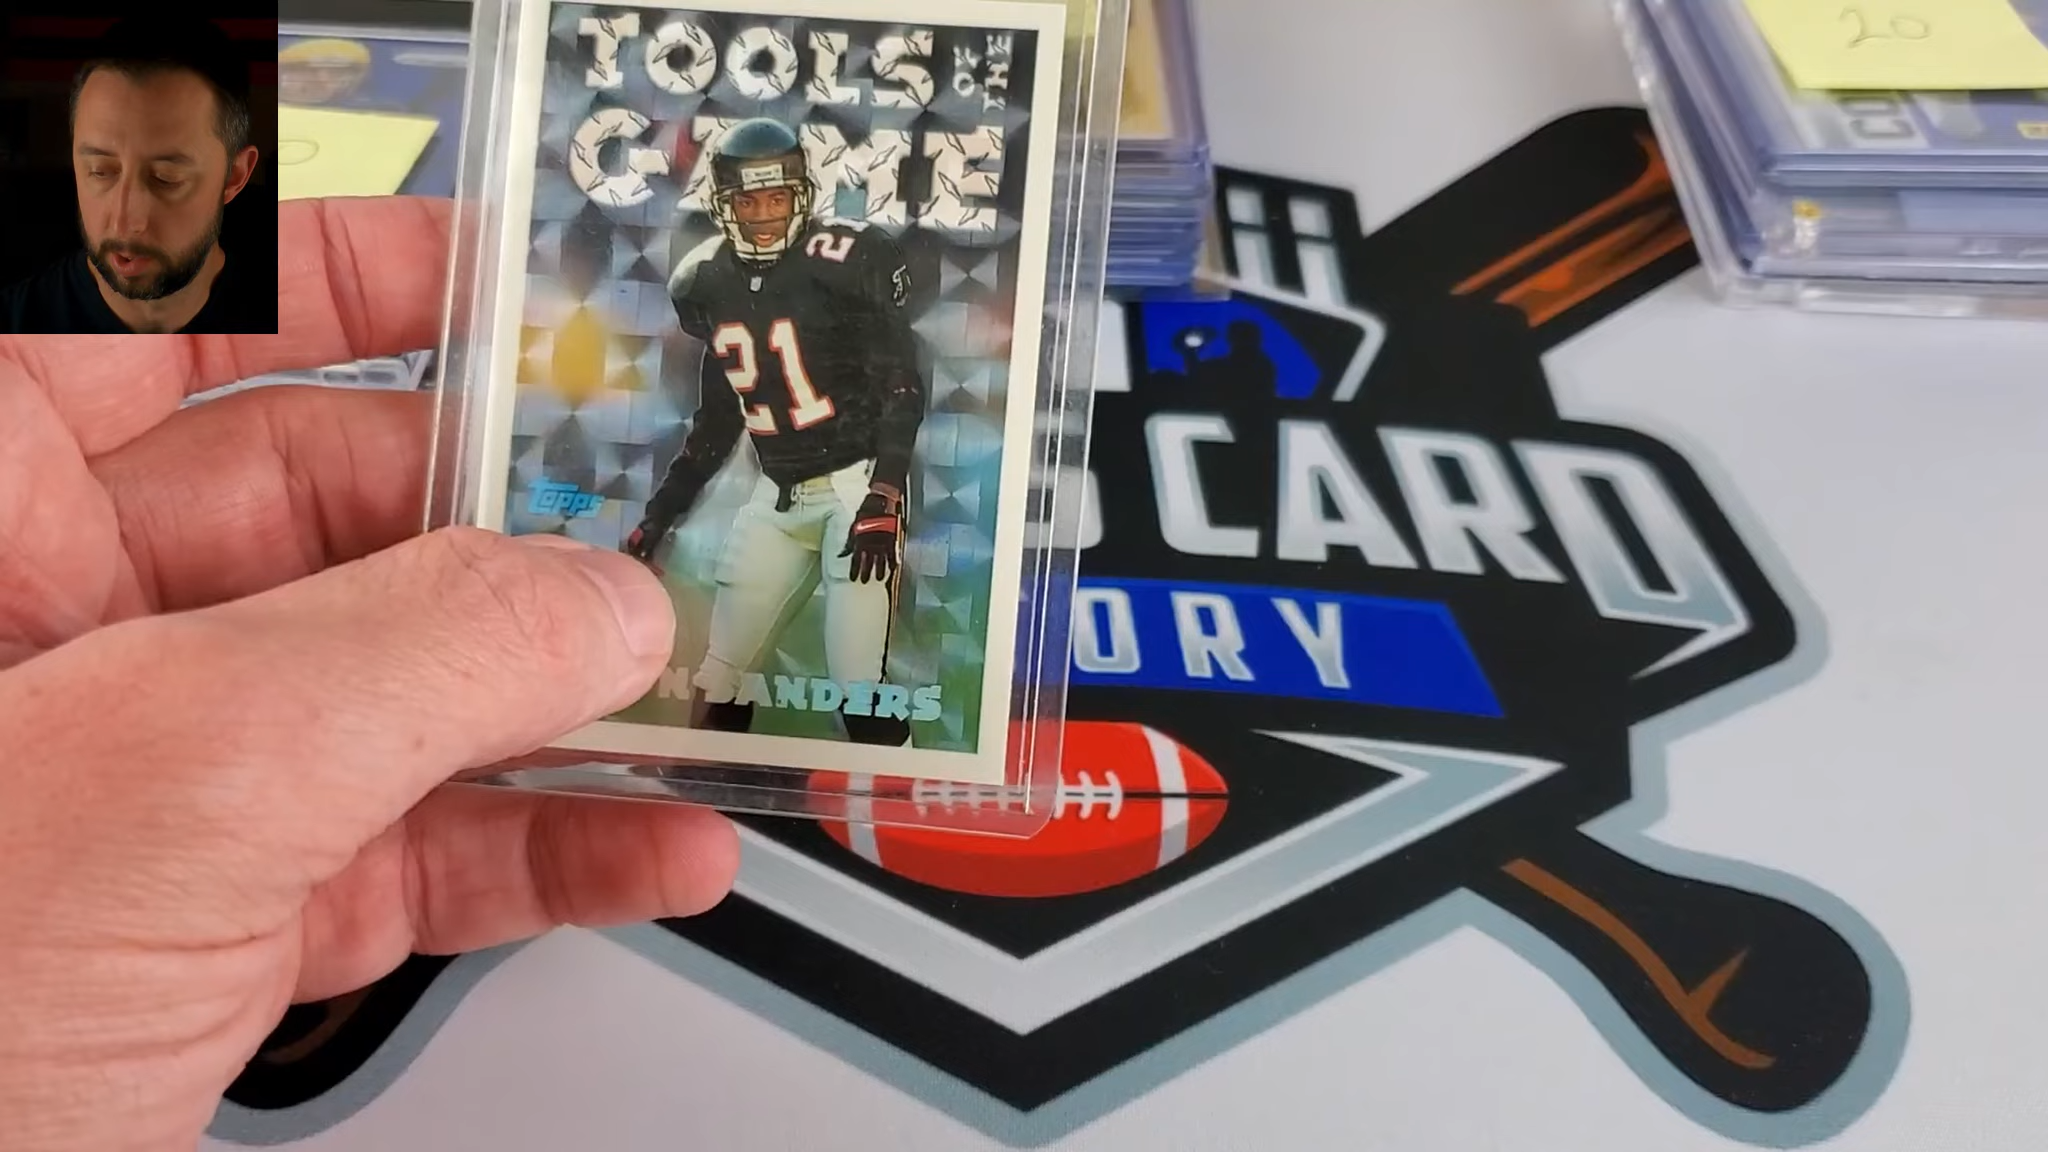 TOOLS
OF THE
GAME
21
21
Topps
N SANDERS
20
CARD
ORY